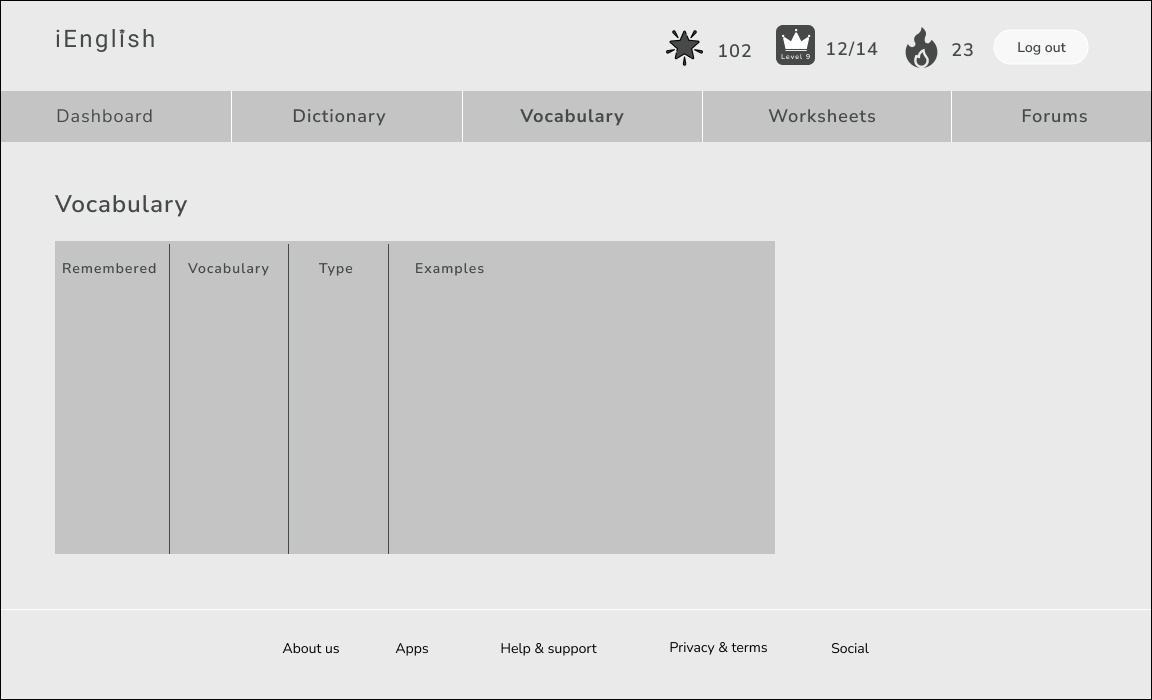 iEnglish
102
Level 9
12/14
23
Log out
Dashboard
Dictionary
Vocabulary
Worksheets
Forums
Vocabulary
Remembered
Vocabulary
Type
Examples
About us
Apps
Help & support
Privacy & terms
Social